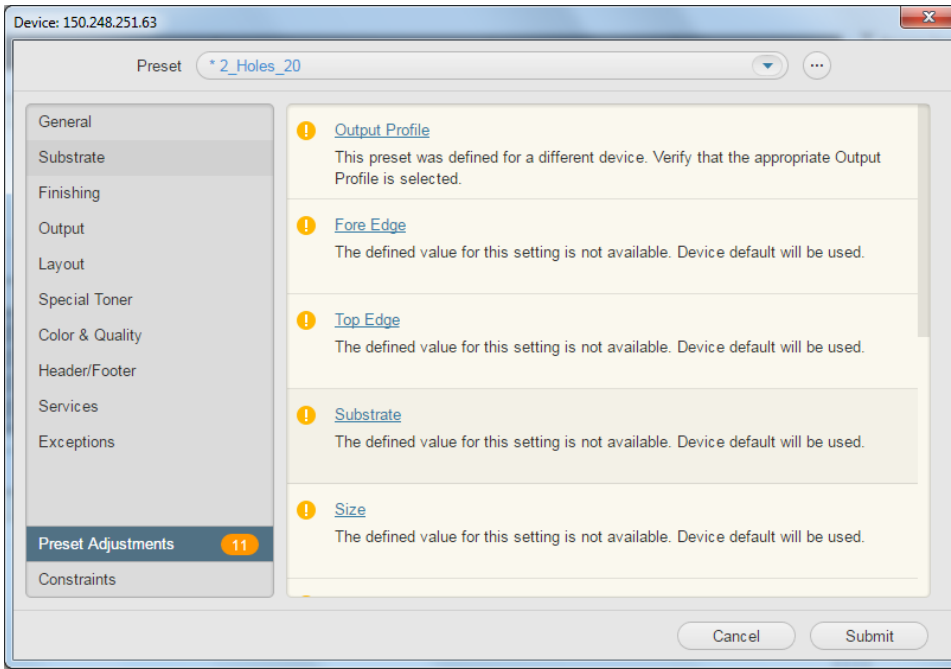 Device: 150.248.251.63
Preset
* 2_Holes_20
General
Substrate
Finishing
Output
Layout
Special Toner
Color & Quality
Header/Footer
Services
Exceptions
Preset Adjustments 11
Constraints
Output Profile
This preset was defined for a different device. Verify that the appropriate Output
Profile is selected.
Fore Edge
The defined value for this setting is not available. Device default will be used.
Top Edge
The defined value for this setting is not available. Device default will be used.
Substrate
The defined value for this setting is not available. Device default will be used.
Size
The defined value for this setting is not available. Device default will be used.
Cancel
Submit